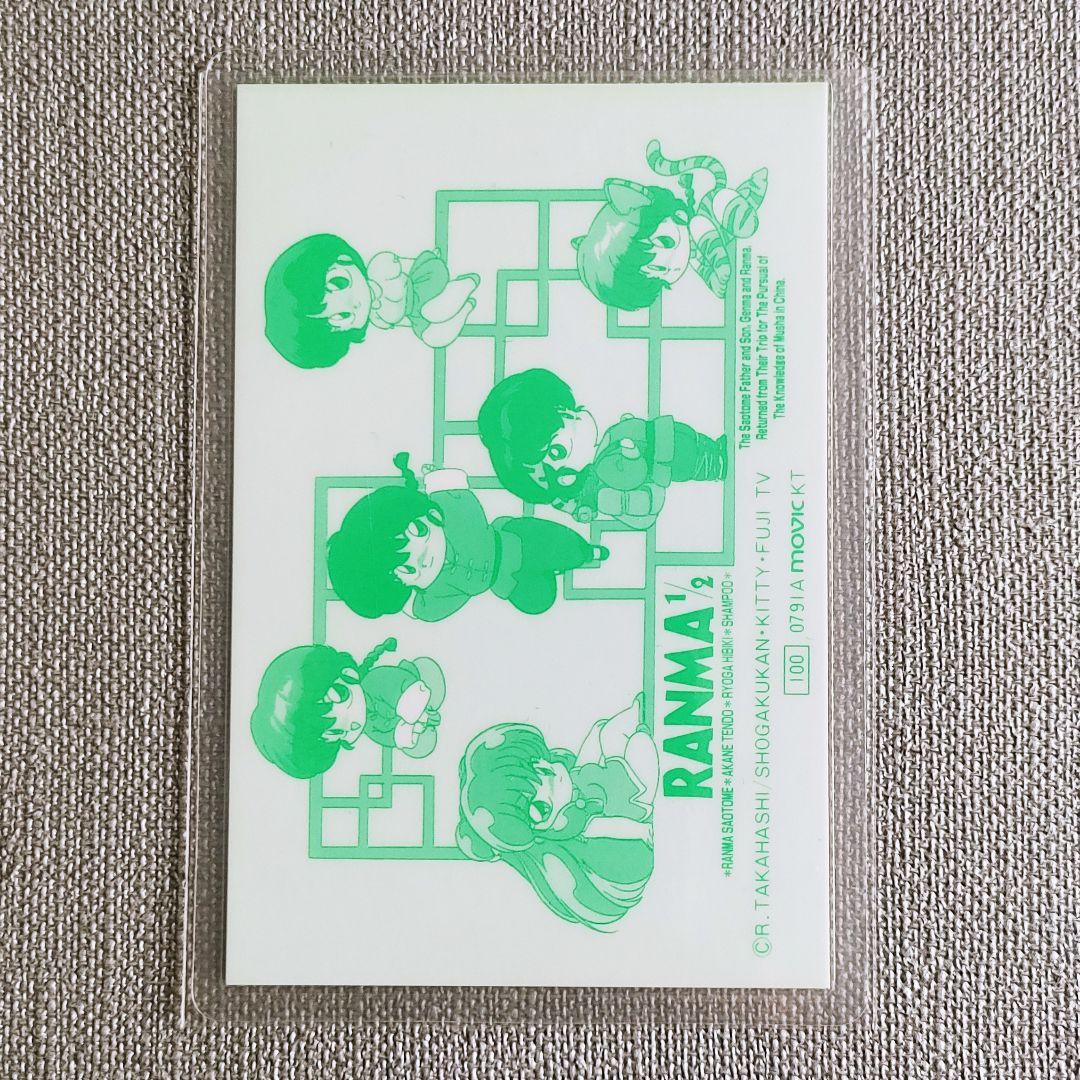 RANMA 1/2
*RANMA SAOTOME*AKANE TENDO*RYOGA HIBIKI*SHAMPOO*
The Saotome Father and Son, Genma and Ranma.
Returned from Their Trip for The Pursual of
The Knowledge of Musha in China.
©R.TAKAHASHI/SHOGAKUKAN・KITTY・FUJI TV
100 0791A movic KT